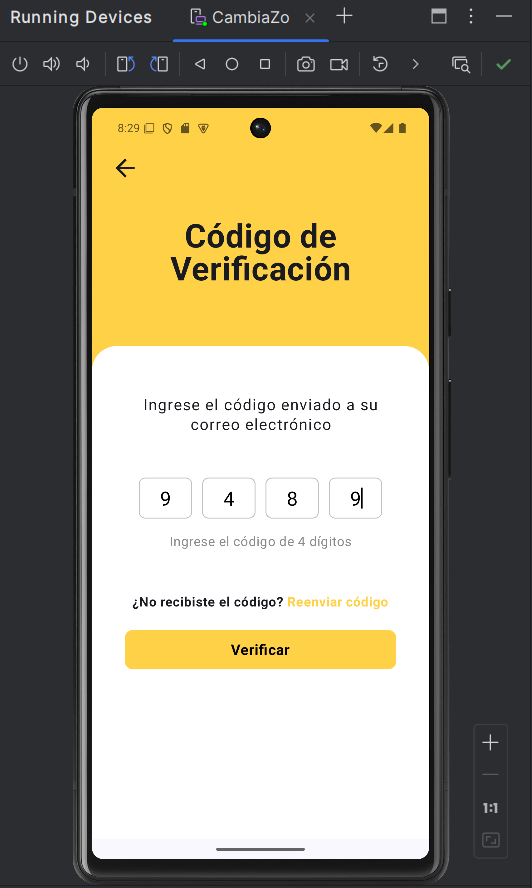 Running Devices
CambiaZo
1:1
8:29
Código de
Verificación
Ingrese el código enviado a su
correo electrónico
9 4 8 9
Ingrese el código de 4 dígitos
¿No recibiste el código? Reenviar código
Verificar